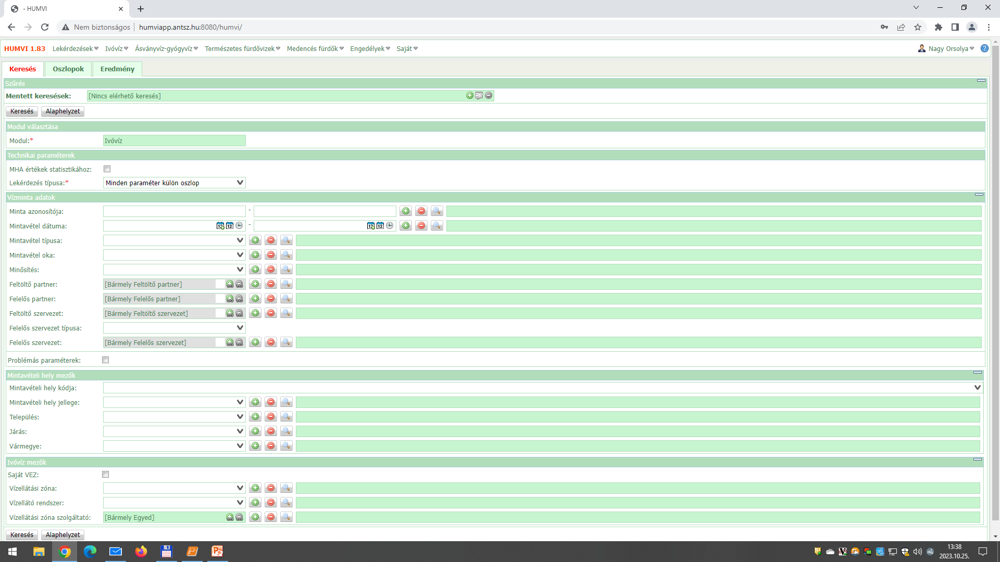 - HUMVI
Nem biztonságos humviapp.antsz.hu:8080/humvi/
HUMVI 1.83 Lekérdezések Ivóvíz Ásványvíz-gyógyvíz Természetes fürdővizek Medencés fürdők Engedélyek Saját Nagy Orsolya
Keresés Oszlopok Eredmény
Szűrés
Mentett keresések: [Nincs elérhető keresés]
Keresés Alaphelyzet
Modul választása
Modul:* Ivóvíz
Technikai paraméterek
MHA értékek statisztikához:
Lekérdezés típusa:* Minden paraméter külön oszlop
Vízminta adatok
Minta azonosítója: -
Mintavétel dátuma: 12 12 - 12 12
Mintavétel típusa:
Mintavétel oka:
Minősítés:
Feltöltő partner: [Bármely Feltöltő partner]
Felelős partner: [Bármely Felelős partner]
Feltöltő szervezet: [Bármely Feltöltő szervezet]
Felelős szervezet típusa:
Felelős szervezet: [Bármely Felelős szervezet]
Problémás paraméterek:
Mintavételi hely mezők
Mintavételi hely kódja:
Mintavételi hely jellege:
Település:
Járás:
Vármegye:
Ivóvíz mezők
Saját VEZ:
Vízellátási zóna:
Vízellátó rendszer:
Vízellátási zóna szolgáltató: [Bármely Egyed]
Keresés Alaphelyzet
13:38
2023.10.25.